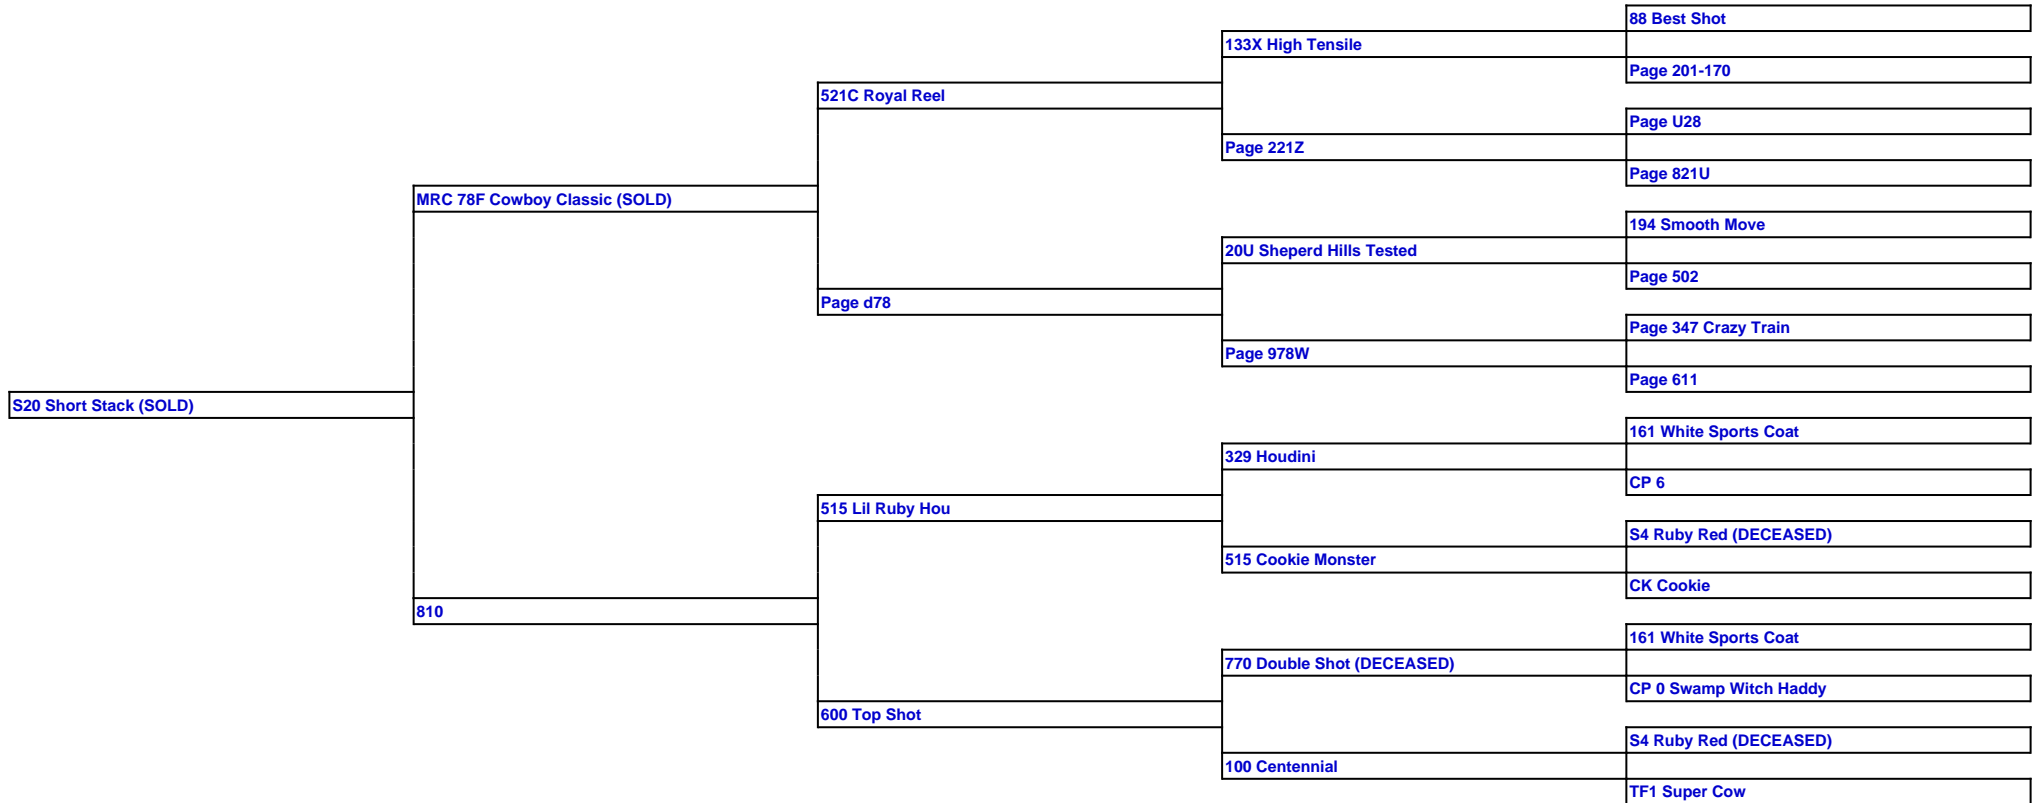 88 Best Shot
133X High Tensile
Page 201-170
521C Royal Reel
Page U28
Page 221Z
Page 821U
MRC 78F Cowboy Classic (SOLD)
194 Smooth Move
20U Sheperd Hills Tested
Page 502
Page d78
Page 347 Crazy Train
Page 978W
Page 611
S20 Short Stack (SOLD)
161 White Sports Coat
329 Houdini
CP 6
515 Lil Ruby Hou
S4 Ruby Red (DECEASED)
515 Cookie Monster
CK Cookie
810
161 White Sports Coat
770 Double Shot (DECEASED)
CP 0 Swamp Witch Haddy
600 Top Shot
S4 Ruby Red (DECEASED)
100 Centennial
TF1 Super Cow